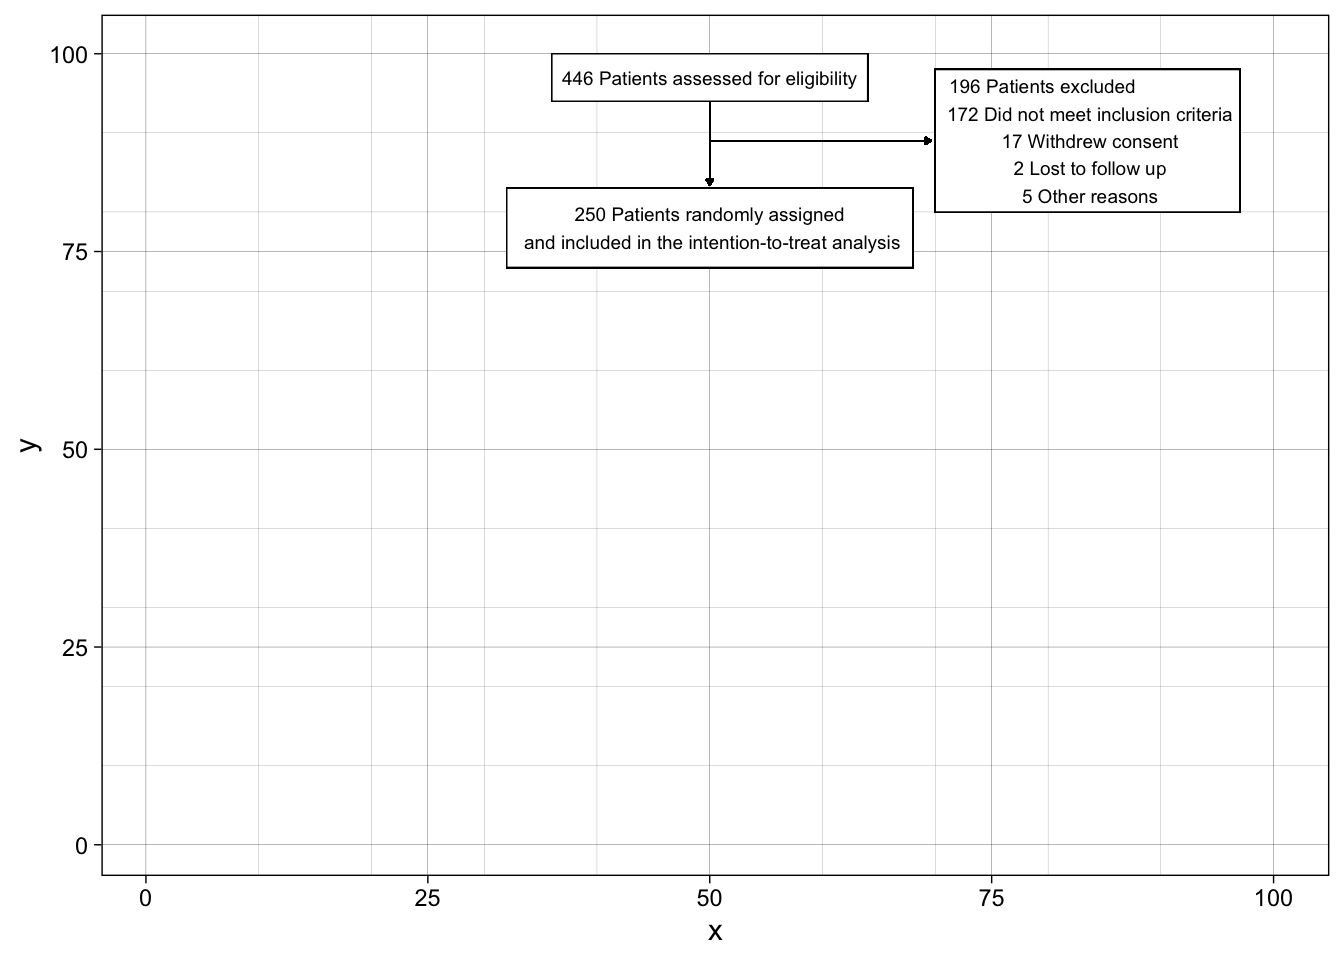 446 Patients assessed for eligibility
196 Patients excluded
172 Did not meet inclusion criteria
17 Withdrew consent
2 Lost to follow up
5 Other reasons
250 Patients randomly assigned
and included in the intention-to-treat analysis
100
75
50
25
0
y
0
25
50
75
100
x